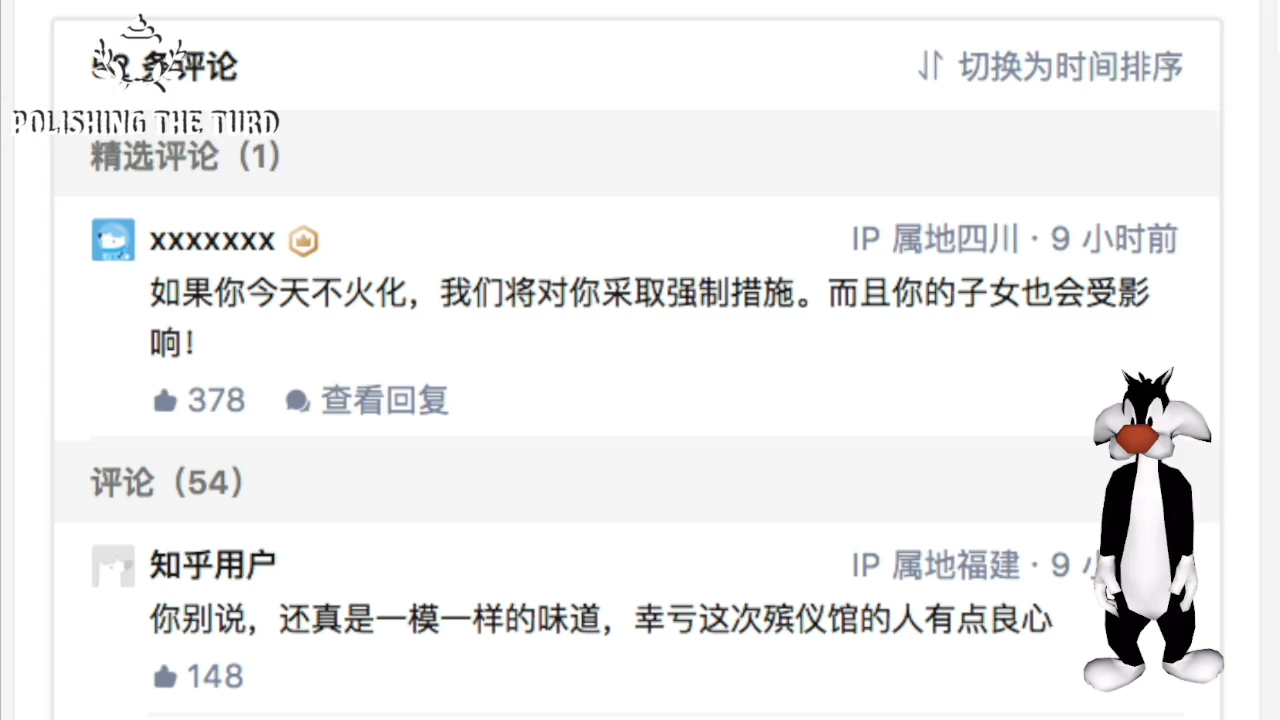 条评论
切换为时间排序
POLISHING THE TURD
精选评论（1）
xxxxxxx
IP 属地四川 · 9 小时前
如果你今天不火化，我们将对你采取强制措施。而且你的子女也会受影
响！
378 查看回复
评论（54）
知乎用户
IP 属地福建 · 9 小
你别说，还真是一模一样的味道，幸亏这次殡仪馆的人有点良心
148